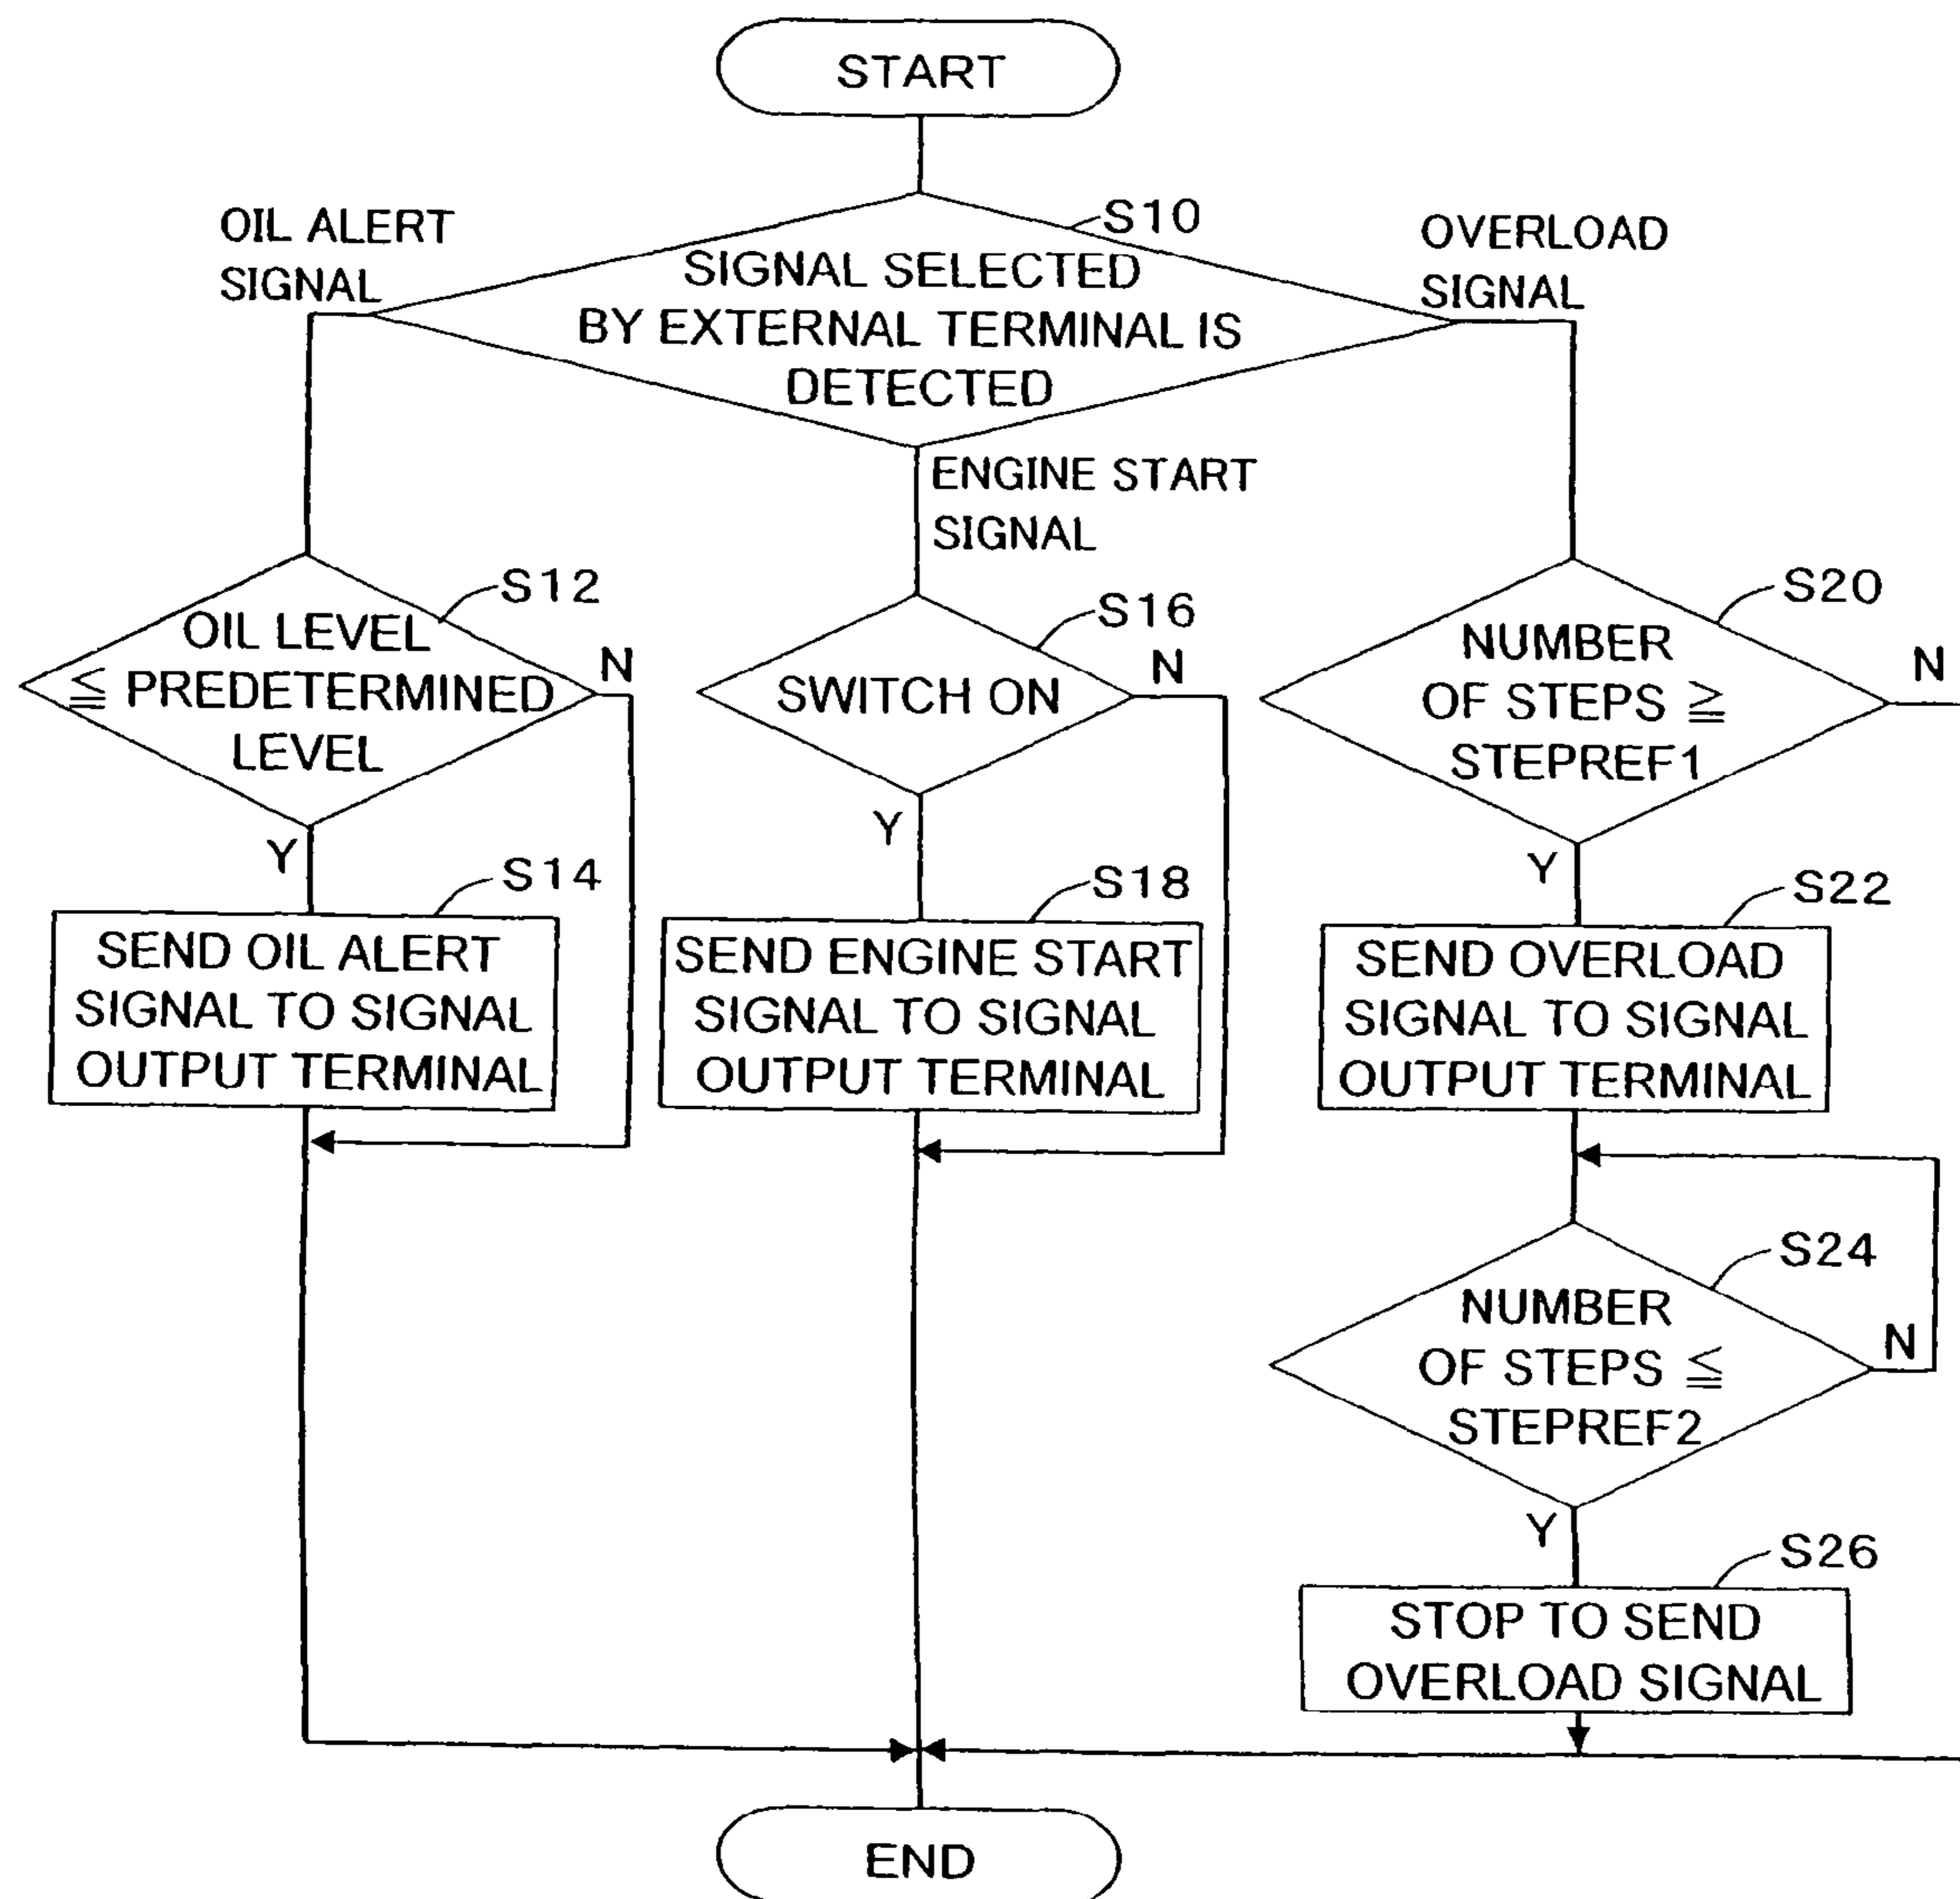 START
S10
OIL ALERT
SIGNAL
SIGNAL SELECTED
BY EXTERNAL TERMINAL IS
DETECTED
OVERLOAD
SIGNAL
ENGINE START
SIGNAL
S12
OIL LEVEL
≦ PREDETERMINED
LEVEL
N
Y
S14
SEND OIL ALERT
SIGNAL TO SIGNAL
OUTPUT TERMINAL
S16
SWITCH ON
N
Y
S18
SEND ENGINE START
SIGNAL TO SIGNAL
OUTPUT TERMINAL
S20
NUMBER
OF STEPS ≧
STEPREF1
N
Y
S22
SEND OVERLOAD
SIGNAL TO SIGNAL
OUTPUT TERMINAL
S24
NUMBER
OF STEPS ≦
STEPREF2
N
Y
S26
STOP TO SEND
OVERLOAD SIGNAL
END